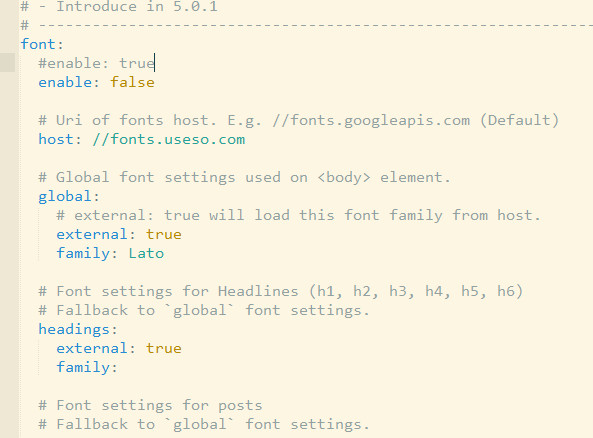 # - Introduce in 5.0.1
# ---------------------------------------------------------------
font:
  #enable: true
  enable: false

  # Uri of fonts host. E.g. //fonts.googleapis.com (Default)
  host: //fonts.useso.com

  # Global font settings used on <body> element.
  global:
    # external: true will load this font family from host.
    external: true
    family: Lato

  # Font settings for Headlines (h1, h2, h3, h4, h5, h6)
  # Fallback to `global` font settings.
  headings:
    external: true
    family:

  # Font settings for posts
  # Fallback to `global` font settings.